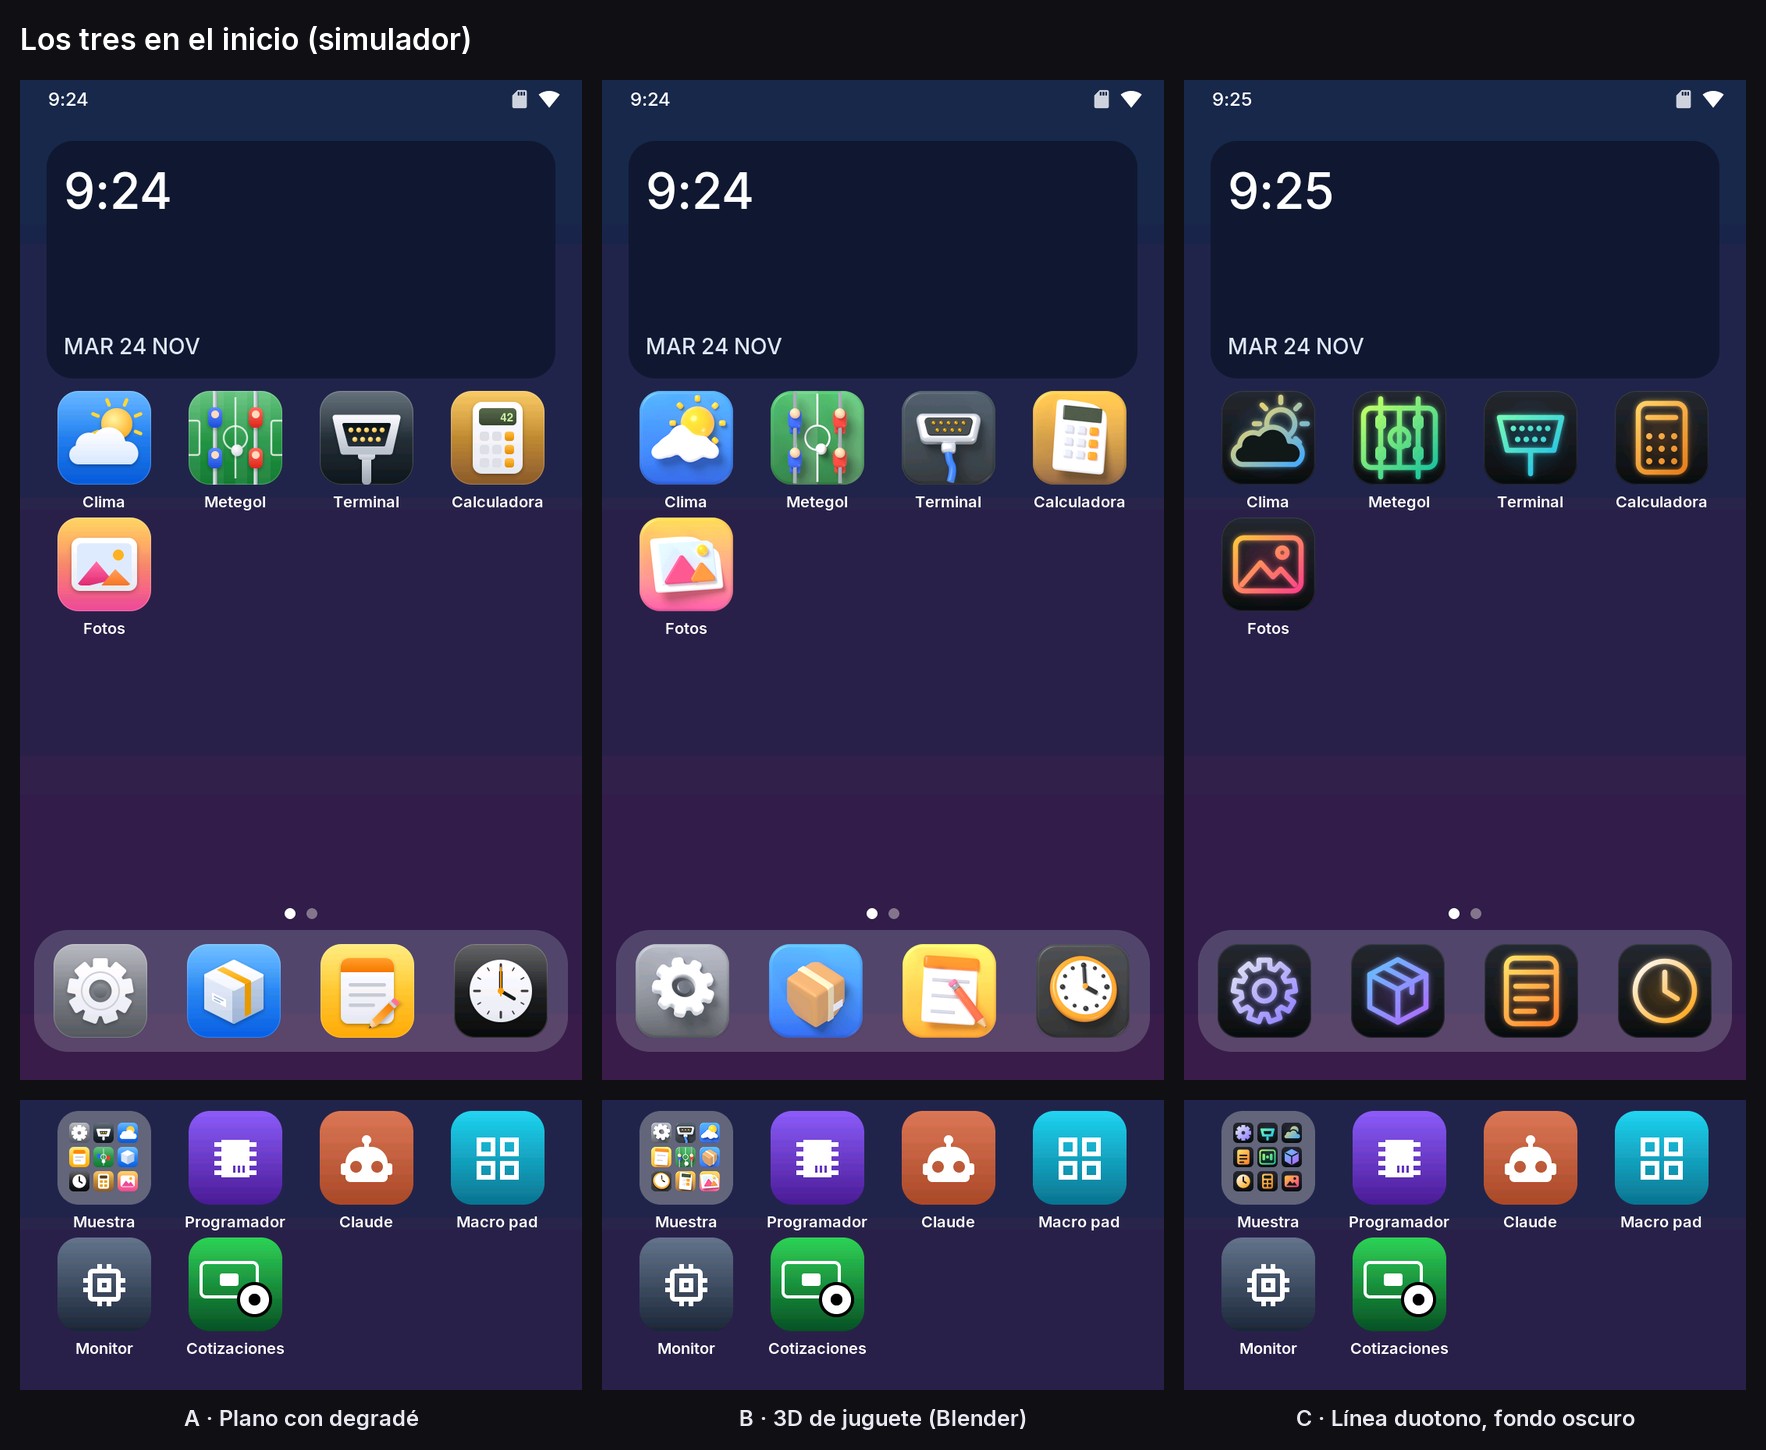 Los tres en el inicio (simulador)
9:24
9:24
MAR 24 NOV
42
Clima Metegol Terminal Calculadora
Fotos
Muestra Programador Claude Macro pad
Monitor Cotizaciones
A · Plano con degradé
9:24
9:24
MAR 24 NOV
Clima Metegol Terminal Calculadora
Fotos
Muestra Programador Claude Macro pad
Monitor Cotizaciones
B · 3D de juguete (Blender)
9:25
9:25
MAR 24 NOV
Clima Metegol Terminal Calculadora
Fotos
Muestra Programador Claude Macro pad
Monitor Cotizaciones
C · Línea duotono, fondo oscuro